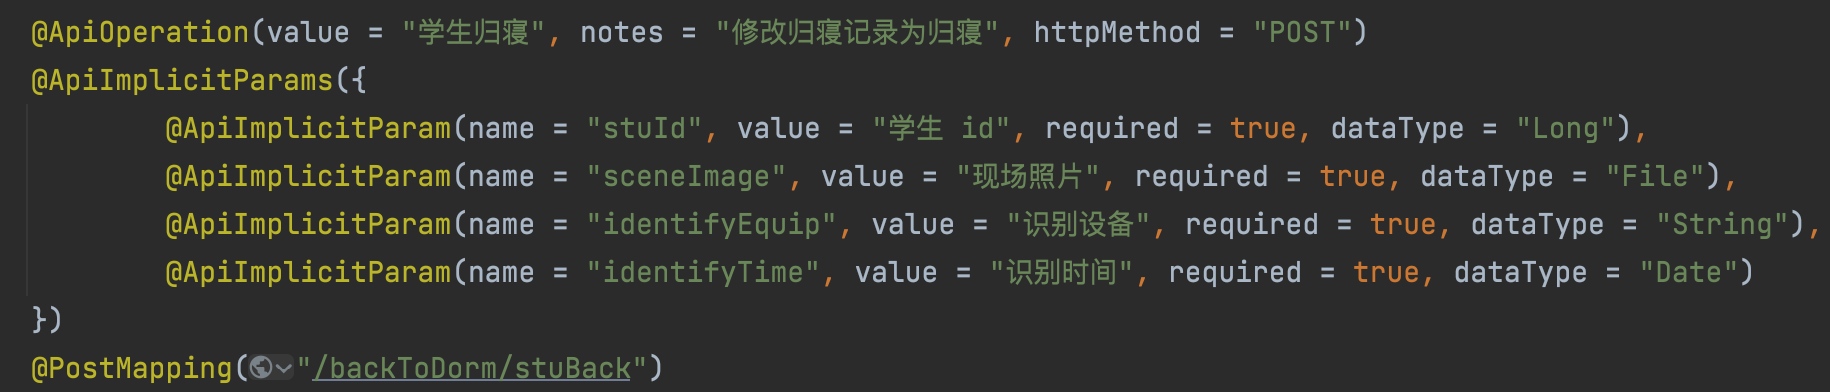 @ApiOperation(value = "学生归寝", notes = "修改归寝记录为归寝", httpMethod = "POST")
@ApiImplicitParams({
@ApiImplicitParam(name = "stuId", value = "学生 id", required = true, dataType = "Long"),
@ApiImplicitParam(name = "sceneImage", value = "现场照片", required = true, dataType = "File"),
@ApiImplicitParam(name = "identifyEquip", value = "识别设备", required = true, dataType = "String"),
@ApiImplicitParam(name = "identifyTime", value = "识别时间", required = true, dataType = "Date")
})
@PostMapping("/backToDorm/stuBack")